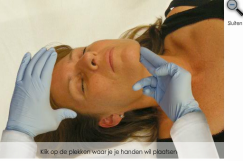 Sluiten
Klik op de plekken waar je je handen wil plaatsen